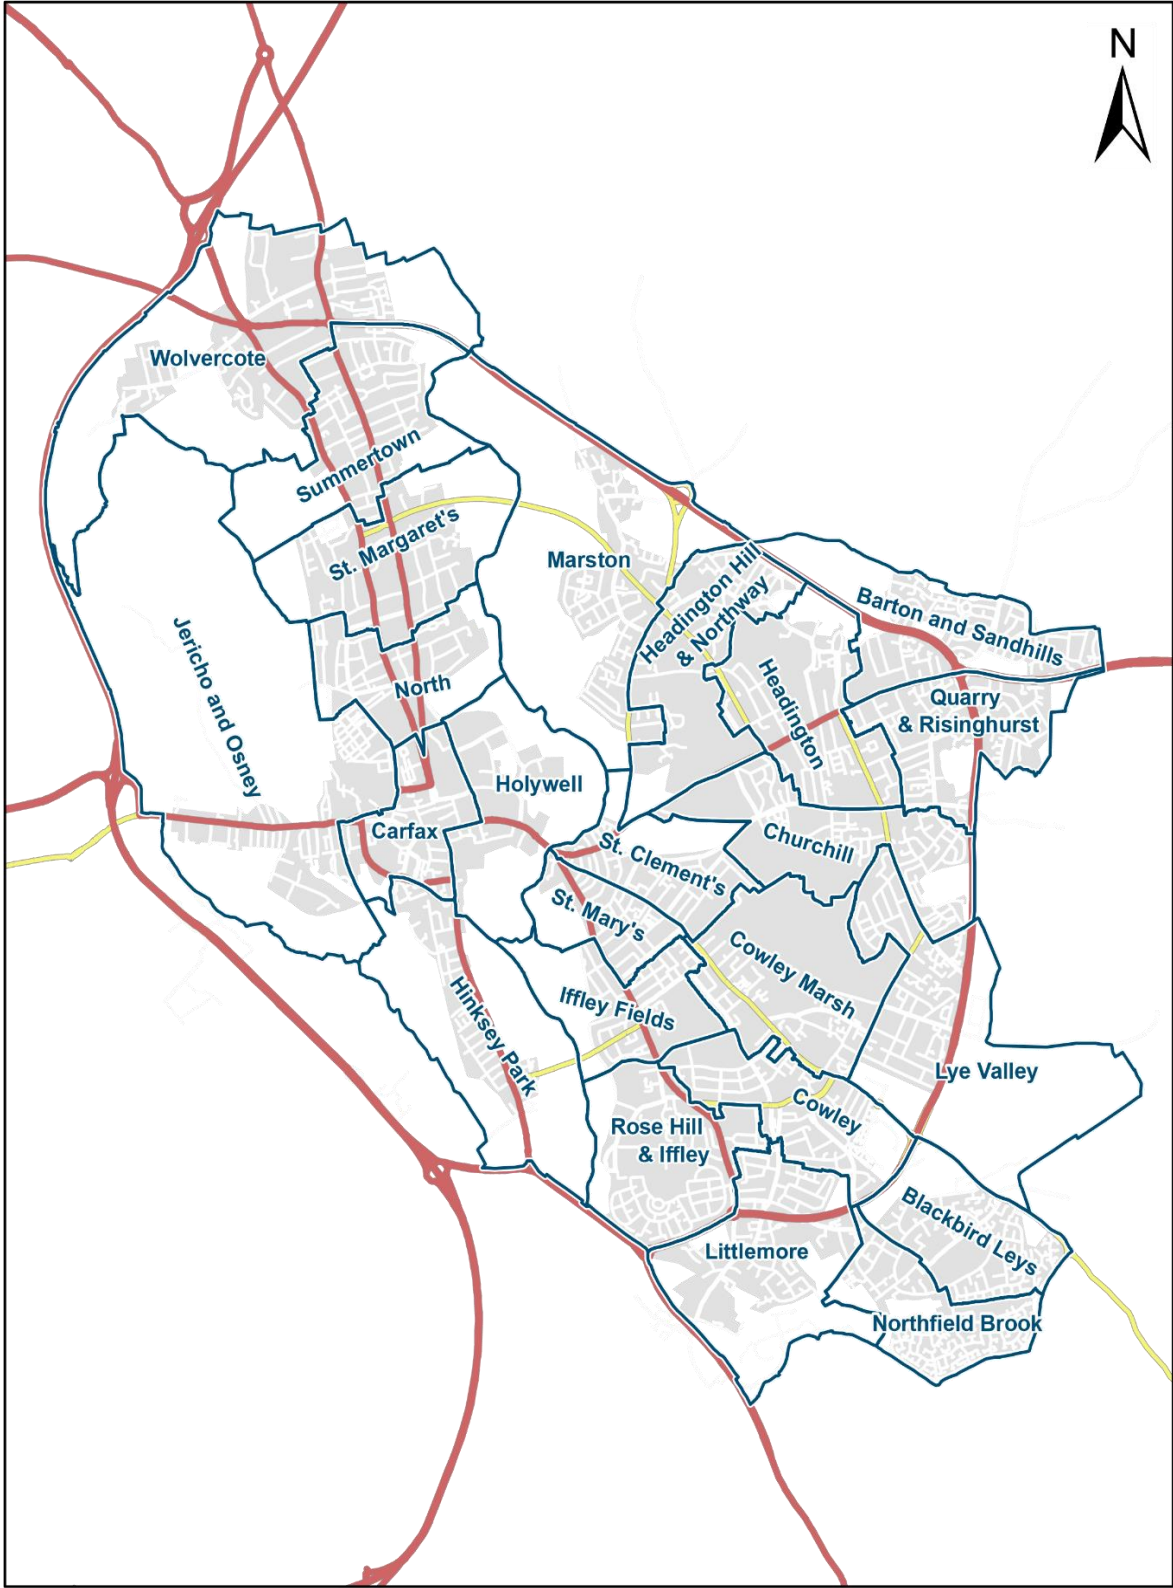 N
Wolvercote
Summertown
St. Margaret's
Marston
Headington Hill
& Northway
Barton and Sandhills
Jericho and Osney
North
Headington
Quarry
& Risinghurst
Holywell
Carfax
St. Clement's
Churchill
St. Mary's
Cowley Marsh
Iffley Fields
Hinksey Park
Lye Valley
Cowley
Rose Hill
& Iffley
Blackbird Leys
Littlemore
Northfield Brook